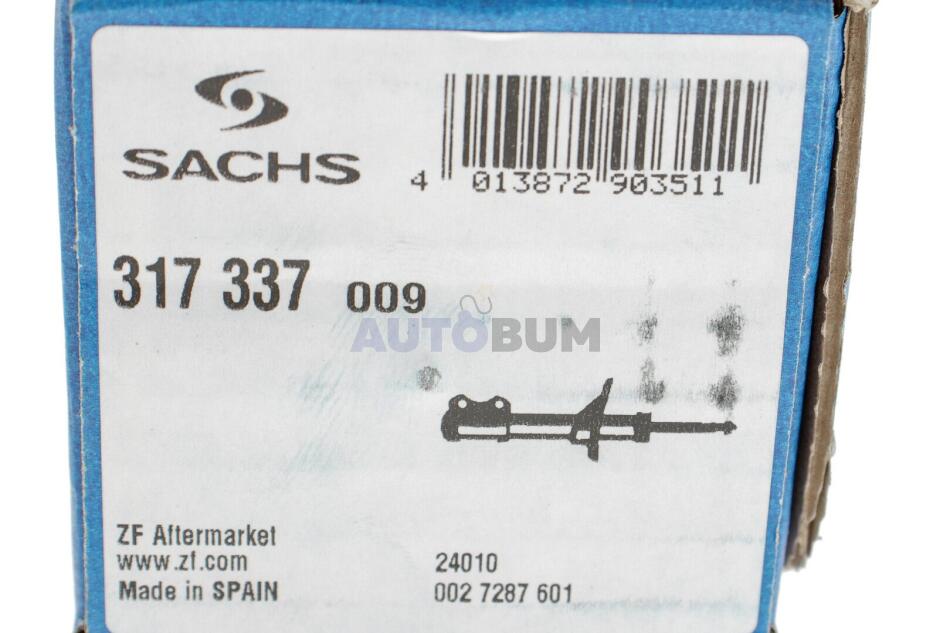 SACHS
4 013872 903511
317 337 009
AUTOBUM
ZF Aftermarket
www.zf.com
Made in SPAIN
24010
002 7287 601